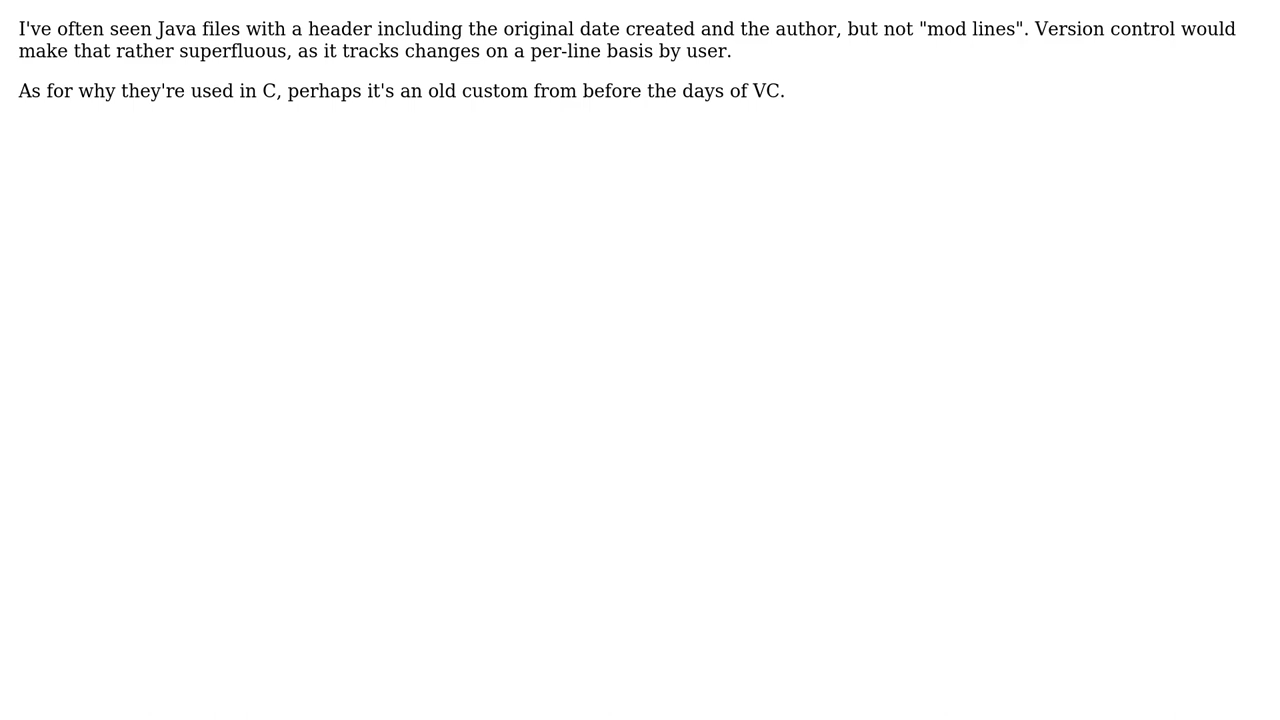 I've often seen Java files with a header including the original date created and the author, but not "mod lines". Version control would
make that rather superfluous, as it tracks changes on a per-line basis by user.
As for why they're used in C, perhaps it's an old custom from before the days of VC.